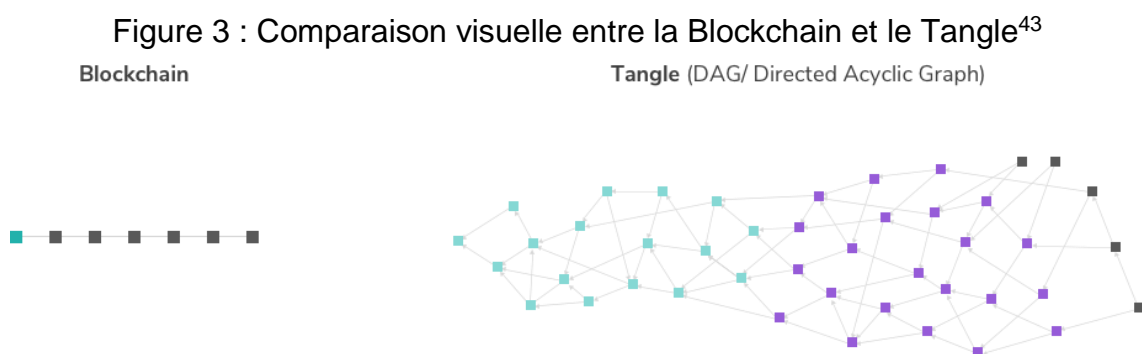 Figure 3 : Comparaison visuelle entre la Blockchain et le Tangle⁴³
Blockchain
Tangle (DAG/ Directed Acyclic Graph)